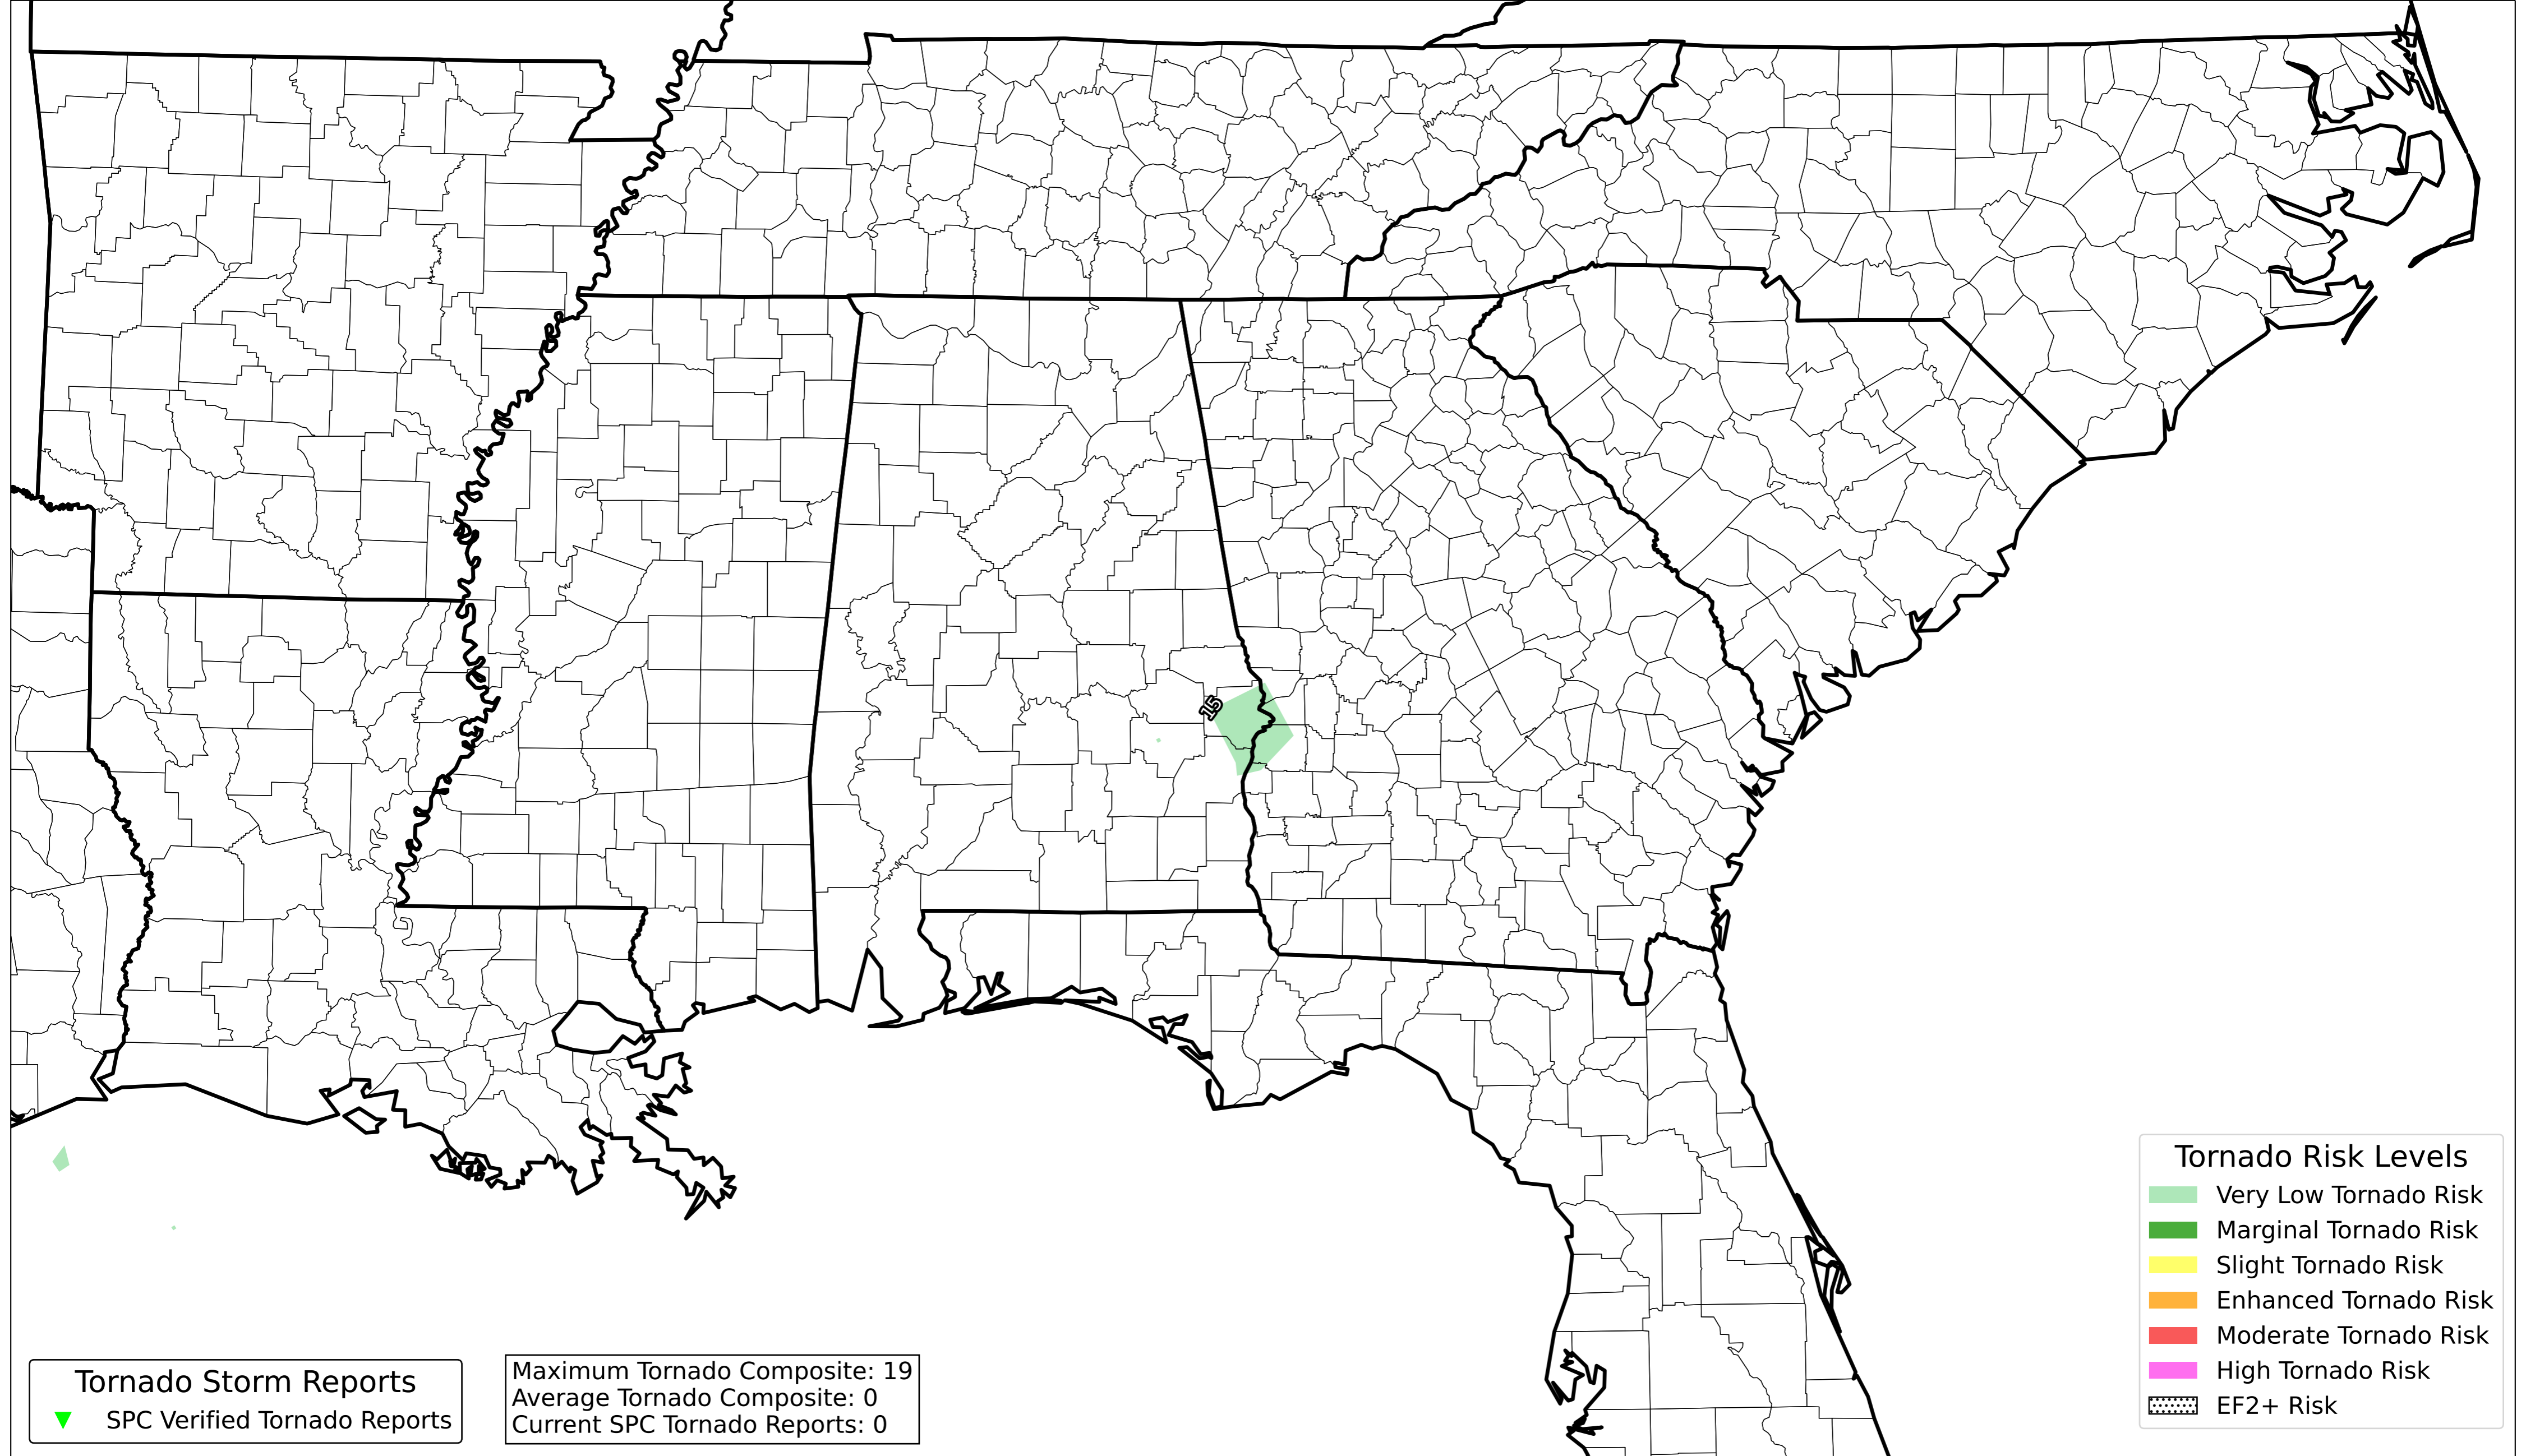 15
Tornado Risk Levels
Very Low Tornado Risk
Marginal Tornado Risk
Slight Tornado Risk
Enhanced Tornado Risk
Moderate Tornado Risk
High Tornado Risk
EF2+ Risk
Tornado Storm Reports
SPC Verified Tornado Reports
Maximum Tornado Composite: 19
Average Tornado Composite: 0
Current SPC Tornado Reports: 0